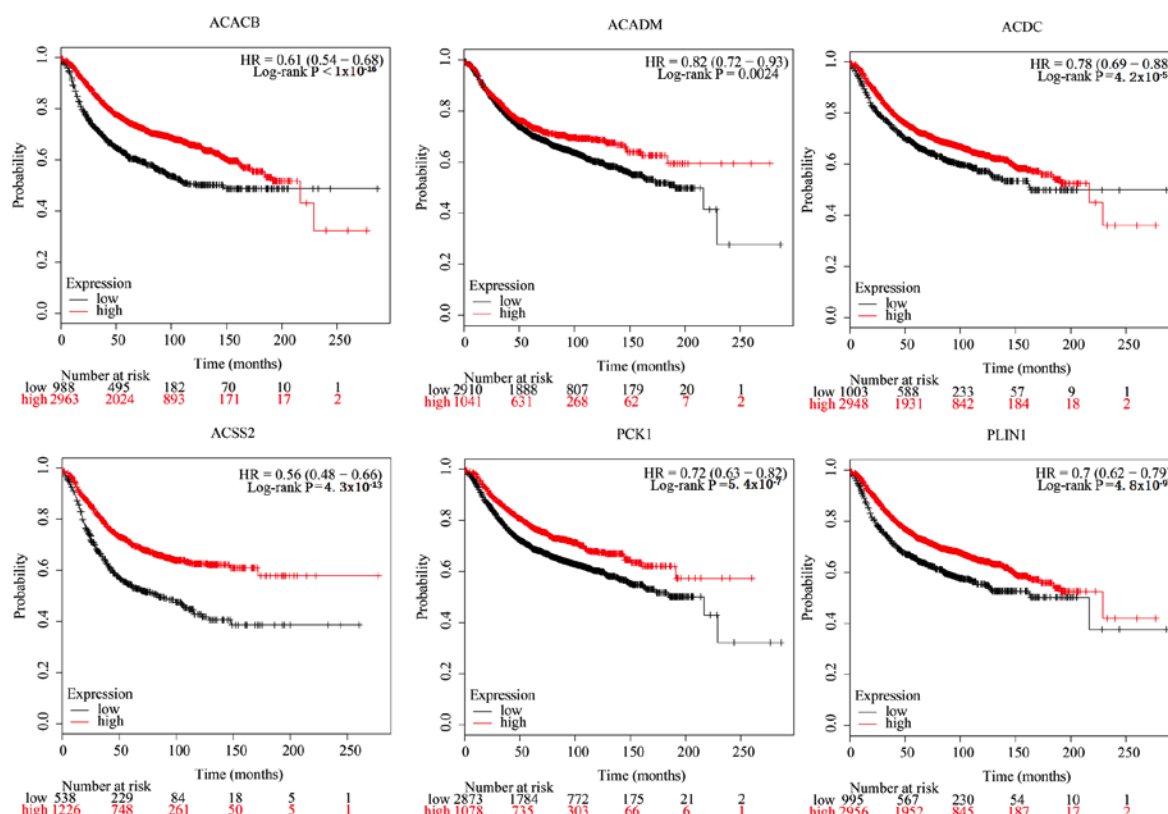 ACACB
HR = 0.61 (0.54 – 0.68)
Log-rank P < 1x10-16
Probability
0.0 0.2 0.4 0.6 0.8 1.0
Expression
low
high
0 50 100 150 200 250
Time (months)
Number at risk
low 988 495 182 70 10 1
high 2963 2024 893 171 17 2
ACADM
HR = 0.82 (0.72 – 0.93)
Log-rank P = 0.0024
Probability
0.0 0.2 0.4 0.6 0.8 1.0
Expression
low
high
0 50 100 150 200 250
Time (months)
Number at risk
low 2910 1888 807 179 20 1
high 1041 631 268 62 7 2
ACDC
HR = 0.78 (0.69 – 0.88
Log-rank P =4.2x10-5
Probability
0.0 0.2 0.4 0.6 0.8 1.0
Expression
low
high
0 50 100 150 200 250
Time (months)
Number at risk
low 1003 588 233 57 9 1
high 2948 1931 842 184 18 2
ACSS2
HR = 0.56 (0.48 – 0.66)
Log-rank P =4.3x10-13
Probability
0.0 0.2 0.4 0.6 0.8 1.0
Expression
low
high
0 50 100 150 200 250
Time (months)
Number at risk
low 538 229 84 18 5 1
high 1226 748 261 50 5 1
PCK1
HR = 0.72 (0.63 – 0.82)
Log-rank P =5.4x10-7
Probability
0.0 0.2 0.4 0.6 0.8 1.0
Expression
low
high
0 50 100 150 200 250
Time (months)
Number at risk
low 2873 1784 772 175 21 2
high 1078 735 303 66 6 1
PLIN1
HR = 0.7 (0.62 – 0.79
Log-rank P =4.8x10-9
Probability
0.0 0.2 0.4 0.6 0.8 1.0
Expression
low
high
0 50 100 150 200 250
Time (months)
Number at risk
low 995 567 230 54 10 1
high 2956 1952 845 187 17 2